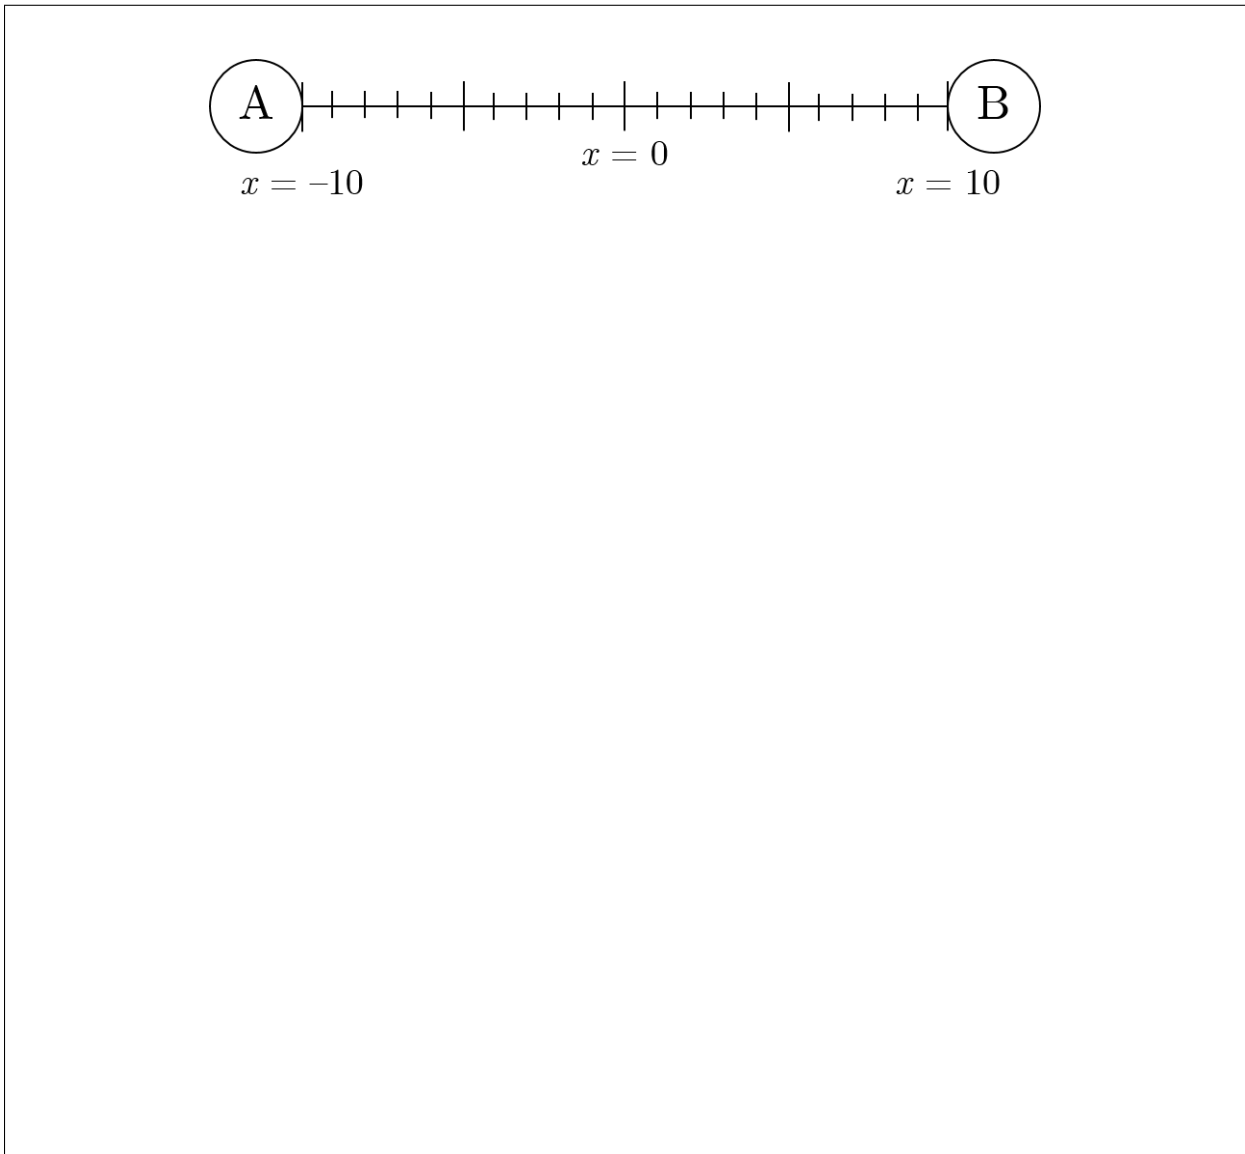 A B
x = 0
x = –10 x = 10